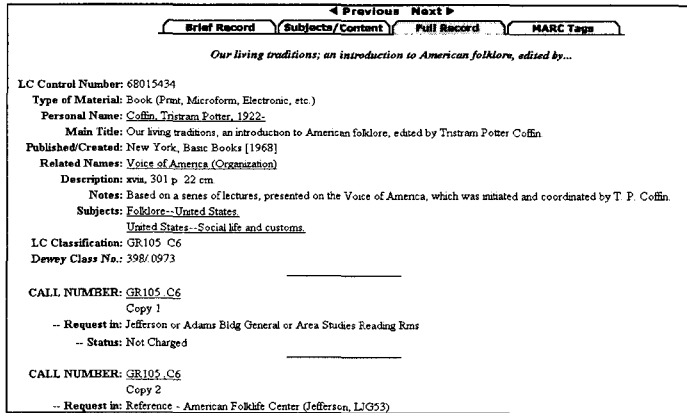 ◀ Previous Next ▶
Brief Record Subjects/Content Full Record MARC Tags
Our living traditions; an introduction to American folklore, edited by...
LC Control Number: 68015434
Type of Material: Book (Print, Microform, Electronic, etc.)
Personal Name: Coffin, Tristram Potter, 1922-
Main Title: Our living traditions, an introduction to American folklore, edited by Tristram Potter Coffin
Published/Created: New York, Basic Books [1968]
Related Names: Voice of America (Organization)
Description: xviii, 301 p 22 cm
Notes: Based on a series of lectures, presented on the Voice of America, which was initiated and coordinated by T. P. Coffin.
Subjects: Folklore--United States.
United States--Social life and customs.
LC Classification: GR105 C6
Dewey Class No.: 398/.0973
CALL NUMBER: GR105 .C6
Copy 1
-- Request in: Jefferson or Adams Bldg General or Area Studies Reading Rms
-- Status: Not Charged
CALL NUMBER: GR105 .C6
Copy 2
-- Request in: Reference - American Folklife Center (Jefferson, LJG53)